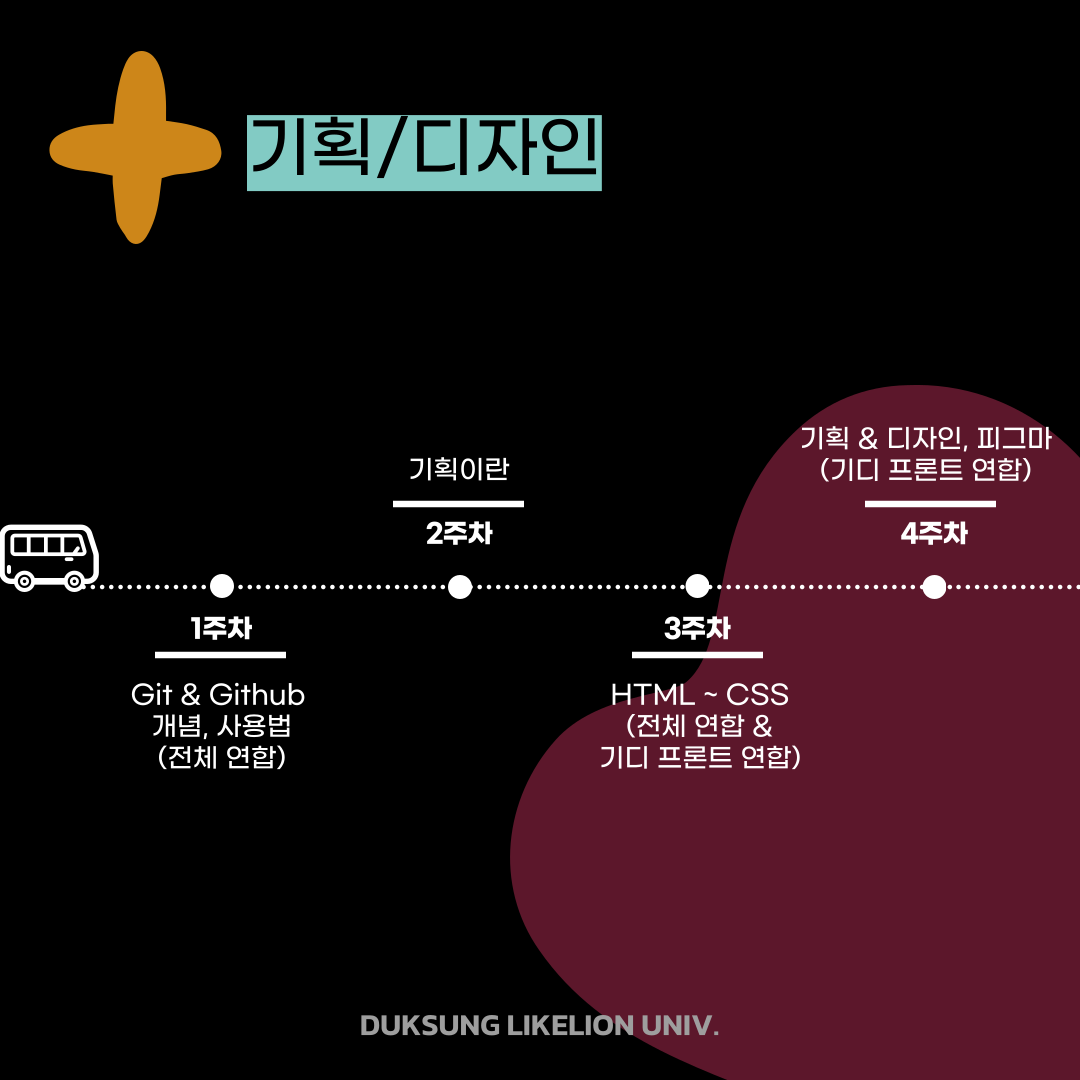 기획/디자인
1주차
Git & Github
개념, 사용법
(전체 연합)
기획이란
2주차
3주차
HTML ~ CSS
(전체 연합 &
기디 프론트 연합)
기획 & 디자인, 피그마
(기디 프론트 연합)
4주차
DUKSUNG LIKELION UNIV.